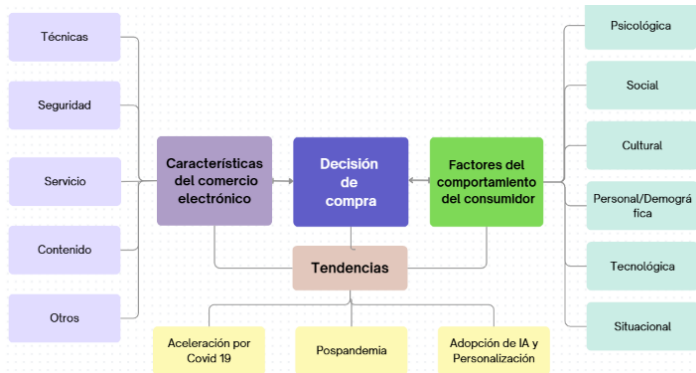 Técnicas
Seguridad
Servicio
Contenido
Otros
Características
del comercio
electrónico
Decisión
de
compra
Factores del
comportamiento
del consumidor
Psicológica
Social
Cultural
Personal/Demográ
fica
Tecnológica
Situacional
Tendencias
Aceleración por
Covid 19
Pospandemia
Adopción de IA y
Personalización